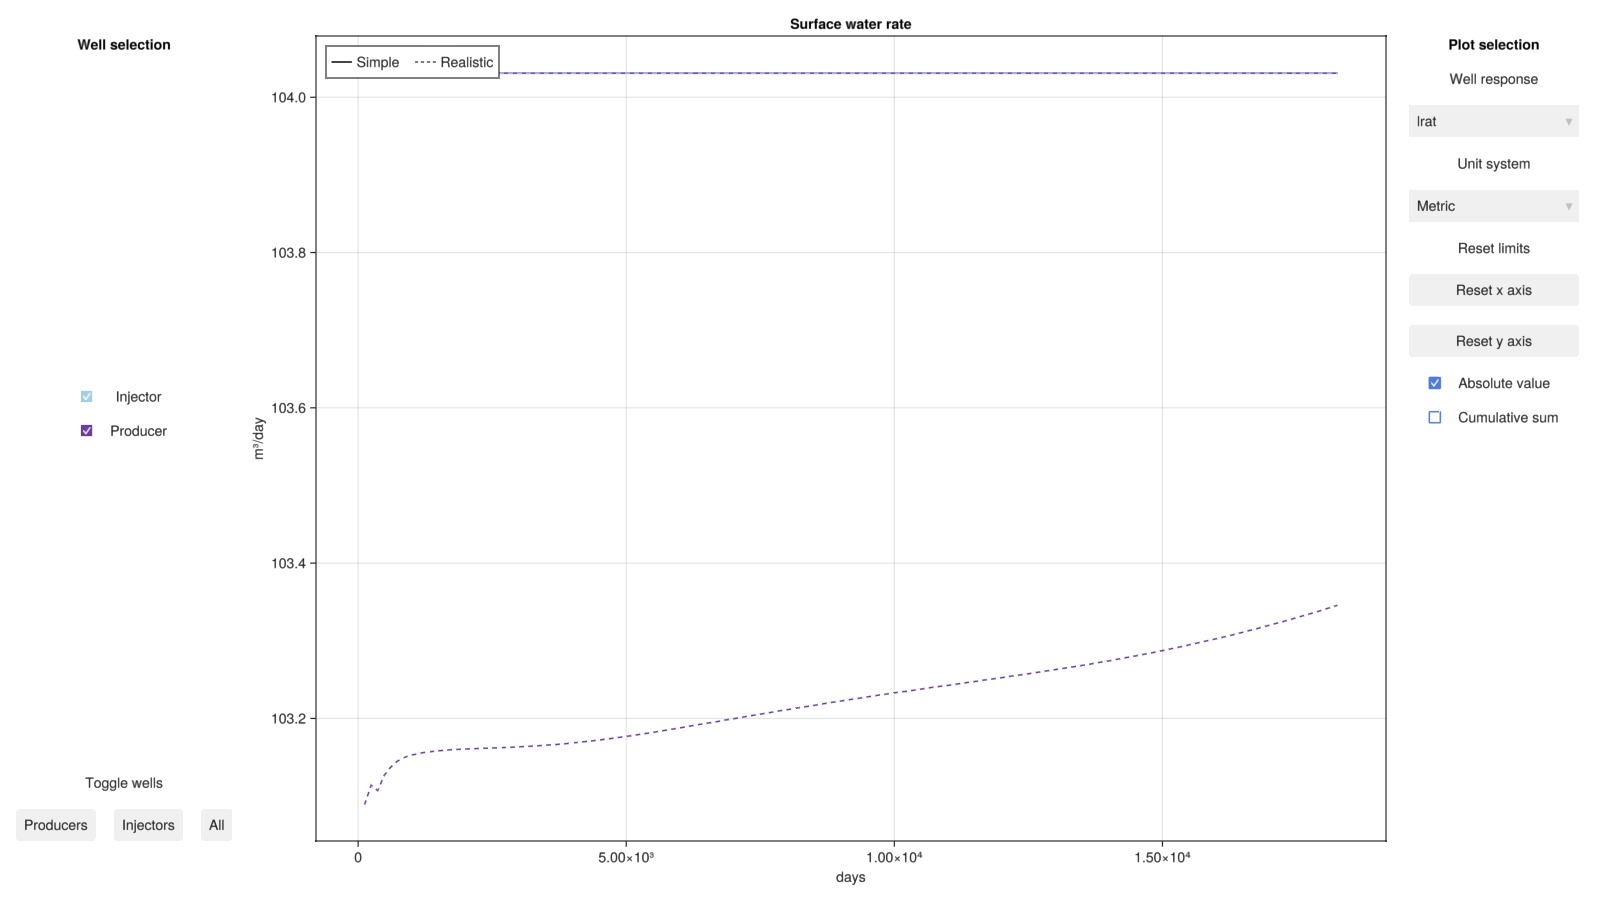 Surface water rate
Well selection
Injector
Producer
Toggle wells
Producers Injectors All
Simple Realistic
104.0
103.8
103.6
103.4
103.2
m³/day
0 5.00×10³ 1.00×10⁴ 1.50×10⁴
days
Plot selection
Well response
lrat
Unit system
Metric
Reset limits
Reset x axis
Reset y axis
Absolute value
Cumulative sum